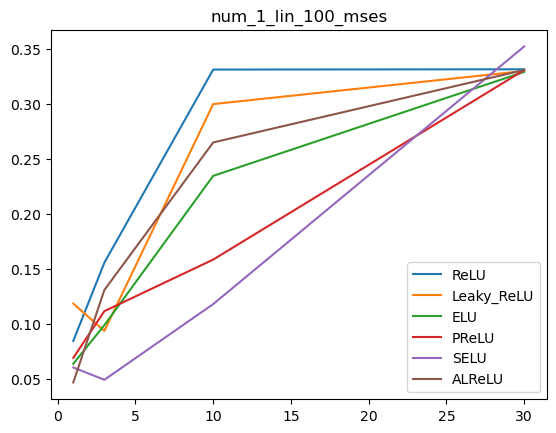 num_1_lin_100_mses
0.35
0.30
0.25
0.20
0.15
0.10
0.05
ReLU
Leaky_ReLU
ELU
PReLU
SELU
ALReLU
0 5 10 15 20 25 30